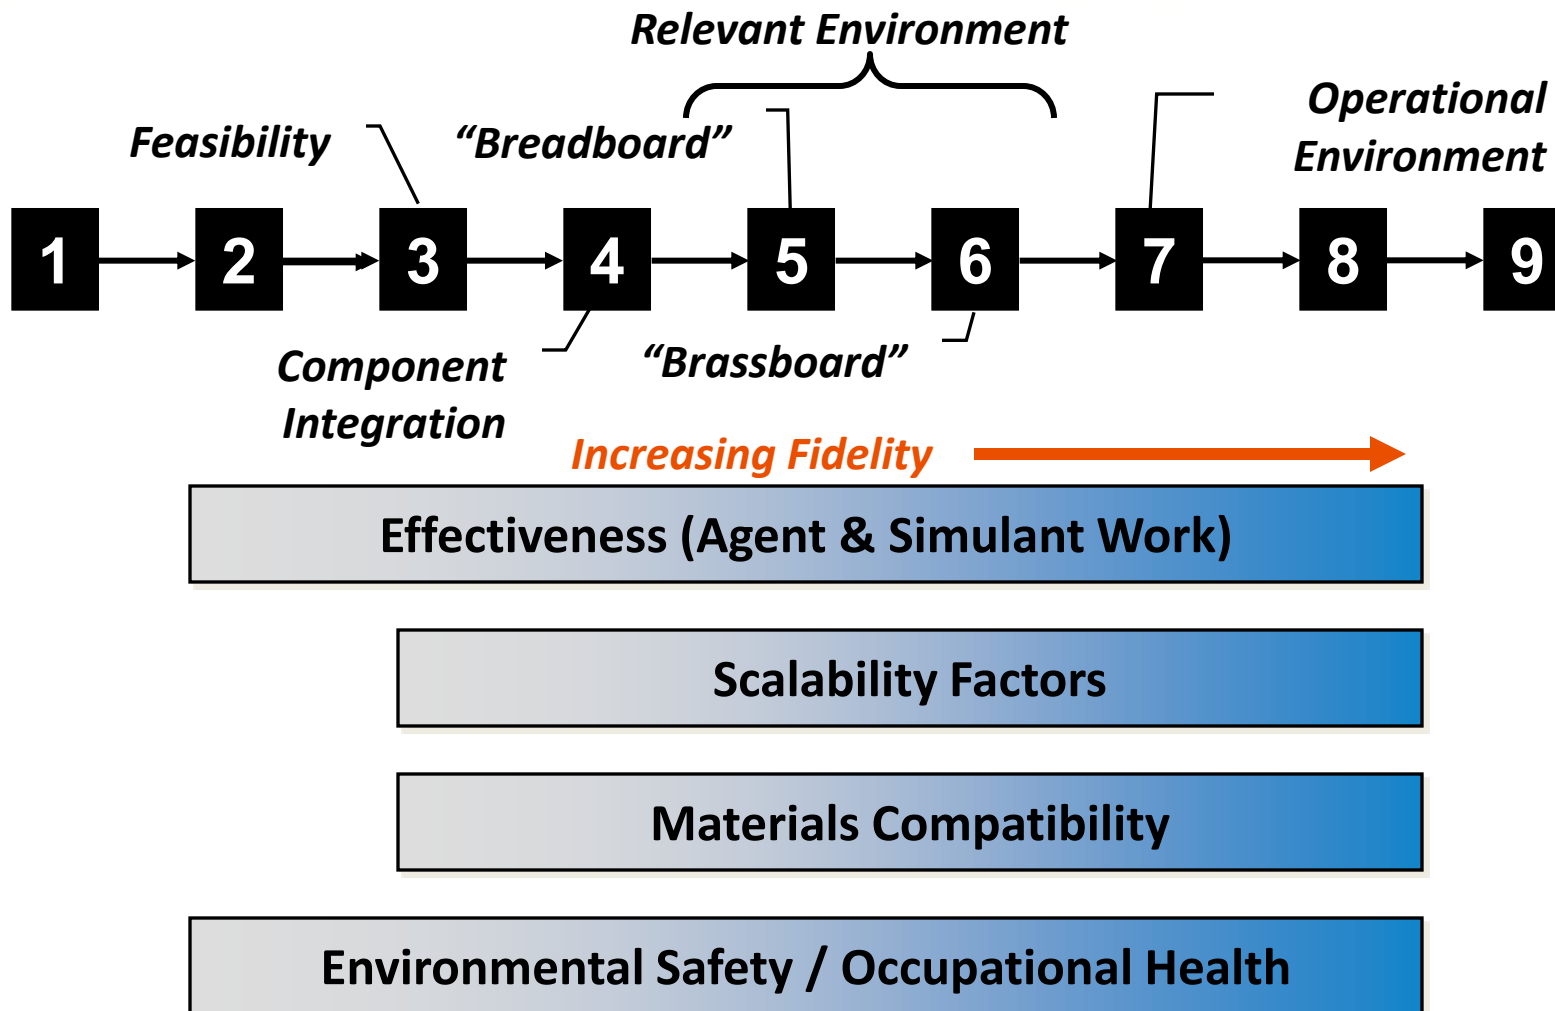 Relevant Environment
Operational
Environment
Feasibility
“Breadboard”
1 2 3 4 5 6 7 8 9
Component
Integration
“Brassboard”
Increasing Fidelity
Effectiveness (Agent & Simulant Work)
Scalability Factors
Materials Compatibility
Environmental Safety / Occupational Health